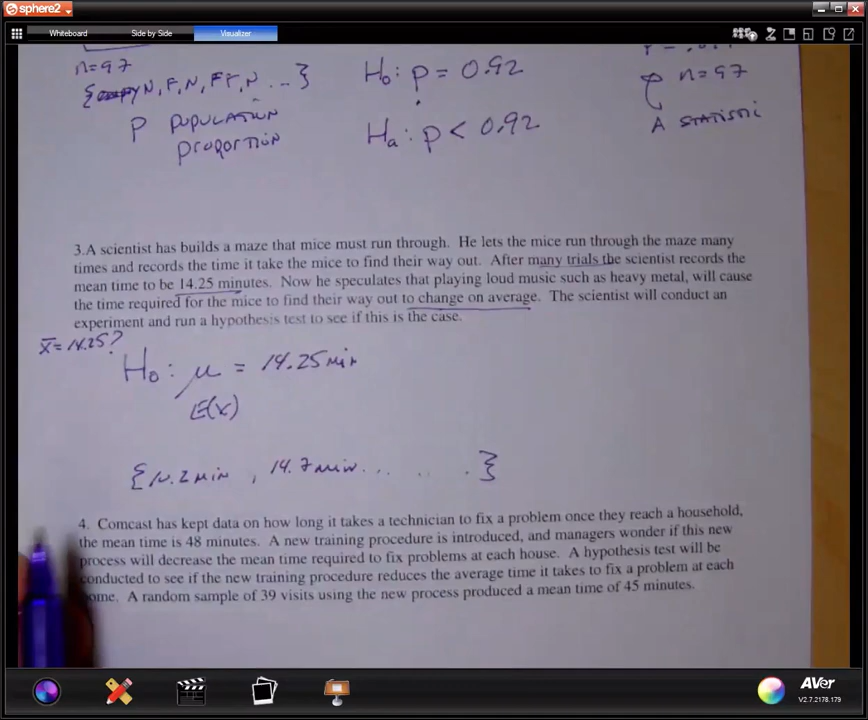 sphere2
Whiteboard Side by Side Visualizer
n=97
N, F, N, F F, N ... }
P POPULATION
PROPORTION
H₀: p = 0.92
Hₐ: p < 0.92
n=97
A STATISTIC
3.A scientist has builds a maze that mice must run through. He lets the mice run through the maze many
times and records the time it take the mice to find their way out. After many trials the scientist records the
mean time to be 14.25 minutes. Now he speculates that playing loud music such as heavy metal, will cause
the time required for the mice to find their way out to change on average. The scientist will conduct an
experiment and run a hypothesis test to see if this is the case.
x̄ = 14.25?
H₀: μ = 14.25 min
E(x)
min , 14.7 min... .. . }
4. Comcast has kept data on how long it takes a technician to fix a problem once they reach a household,
the mean time is 48 minutes. A new training procedure is introduced, and managers wonder if this new
process will decrease the mean time required to fix problems at each house. A hypothesis test will be
conducted to see if the new training procedure reduces the average time it takes to fix a problem at each
home. A random sample of 39 visits using the new process produced a mean time of 45 minutes.
AVer
V2.7.2178.179